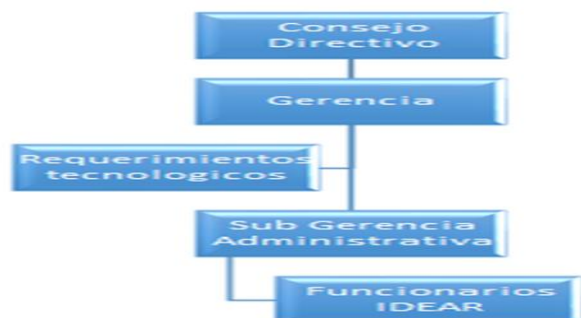 Consejo
Directivo
Gerencia
Requerimientos
tecnologicos
Sub Gerencia
Administrativa
Funcionarios
IDEAR